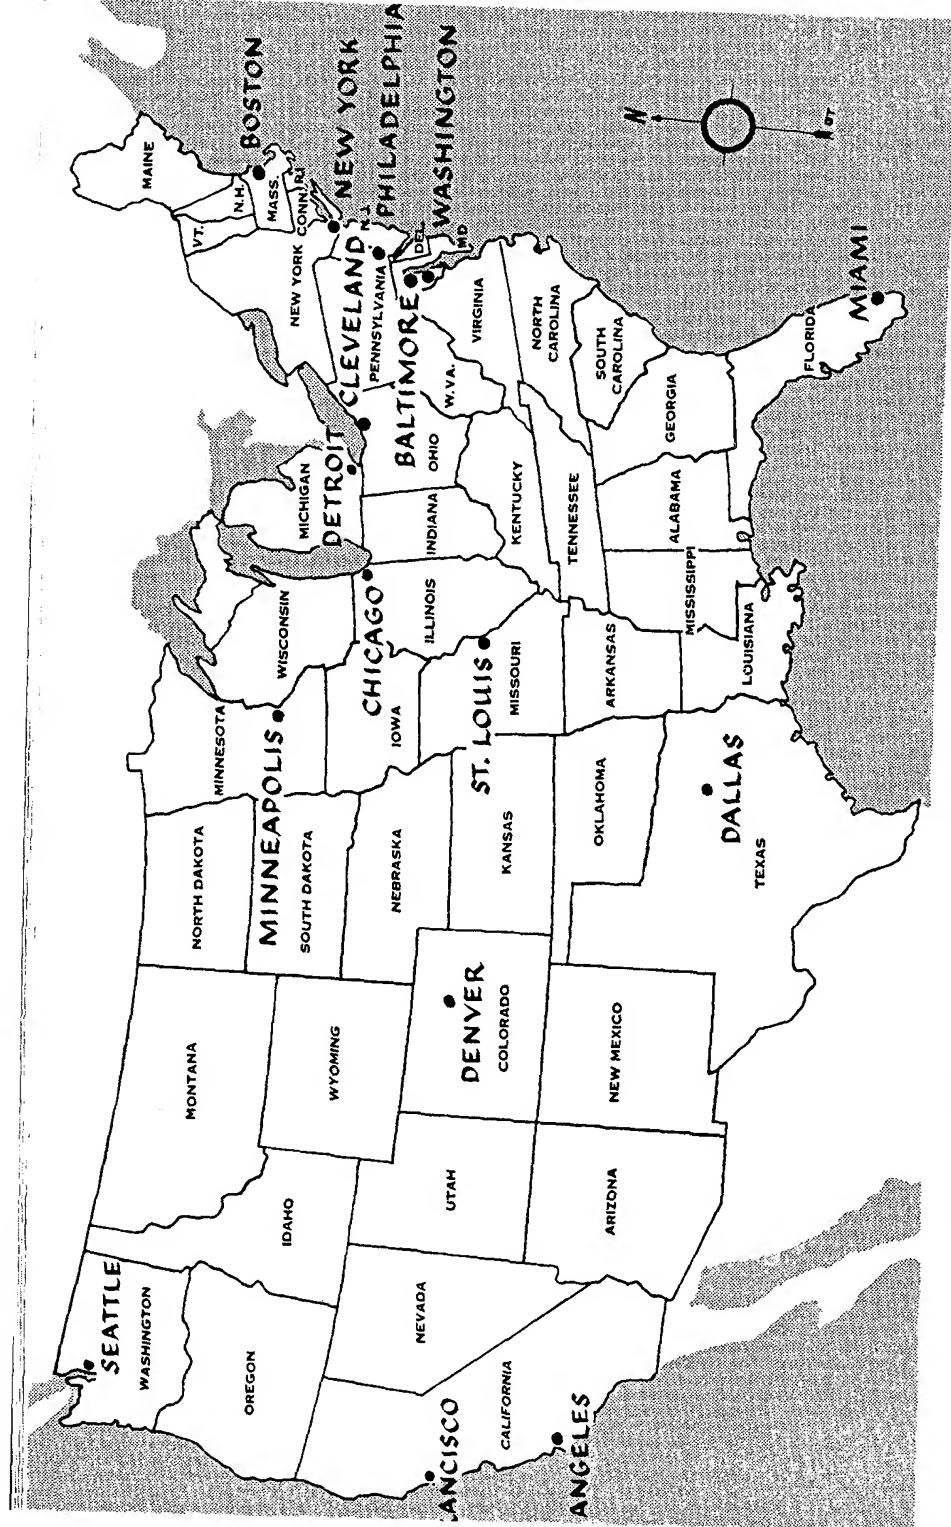 SEATTLE
WASHINGTON
OREGON
ANCISCO
CALIFORNIA
ANGELES
NEVADA
IDAHO
MONTANA
WYOMING
UTAH
ARIZONA
DENVER
COLORADO
NEW MEXICO
NORTH DAKOTA
SOUTH DAKOTA
MINNEAPOLIS
MINNESOTA
NEBRASKA
KANSAS
OKLAHOMA
DALLAS
TEXAS
WISCONSIN
IOWA
CHICAGO
ILLINOIS
ST. LOUIS
MISSOURI
ARKANSAS
LOUISIANA
MISSISSIPPI
MICHIGAN
DETROIT
INDIANA
OHIO
KENTUCKY
TENNESSEE
ALABAMA
GEORGIA
FLORIDA
MIAMI
CLEVELAND
PENNSYLVANIA
BALTIMORE
W.VA.
VIRGINIA
NORTH
CAROLINA
SOUTH
CAROLINA
MAINE
VT.
N.H.
MASS.
BOSTON
CONN.
R.I.
NEW YORK
NEW YORK
N.J.
PHILADELPHIA
DEL.
MD
WASHINGTON
N